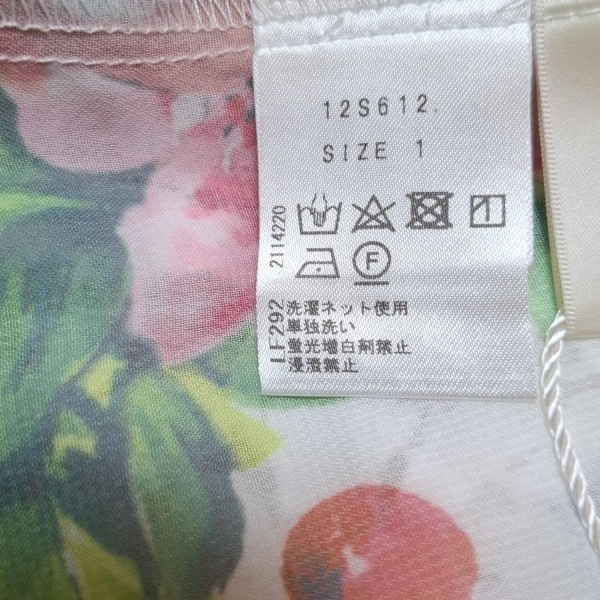 12S612.
SIZE 1
F
洗濯ネット使用
単独洗い
蛍光増白剤禁止
浸漬禁止
LF292 2114220